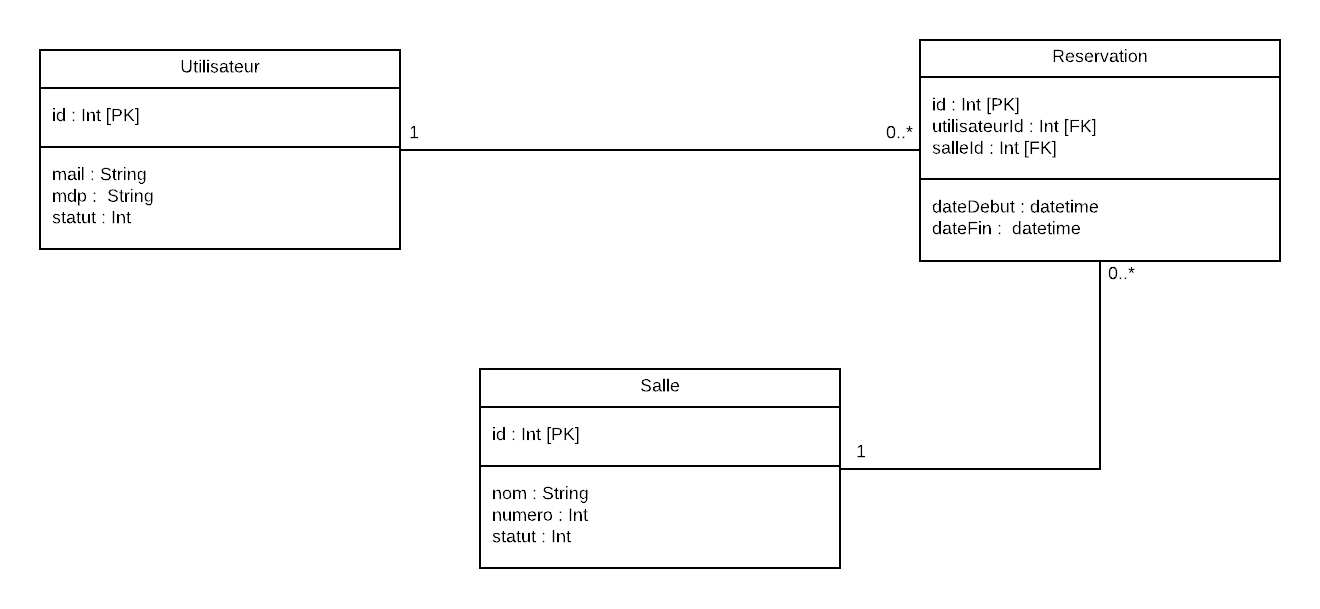 Utilisateur
id : Int [PK]
mail : String
mdp :  String
statut : Int
1
0..*
Reservation
id : Int [PK]
utilisateurId : Int [FK]
salleId : Int [FK]
dateDebut : datetime
dateFin :  datetime
0..*
Salle
id : Int [PK]
nom : String
numero : Int
statut : Int
1